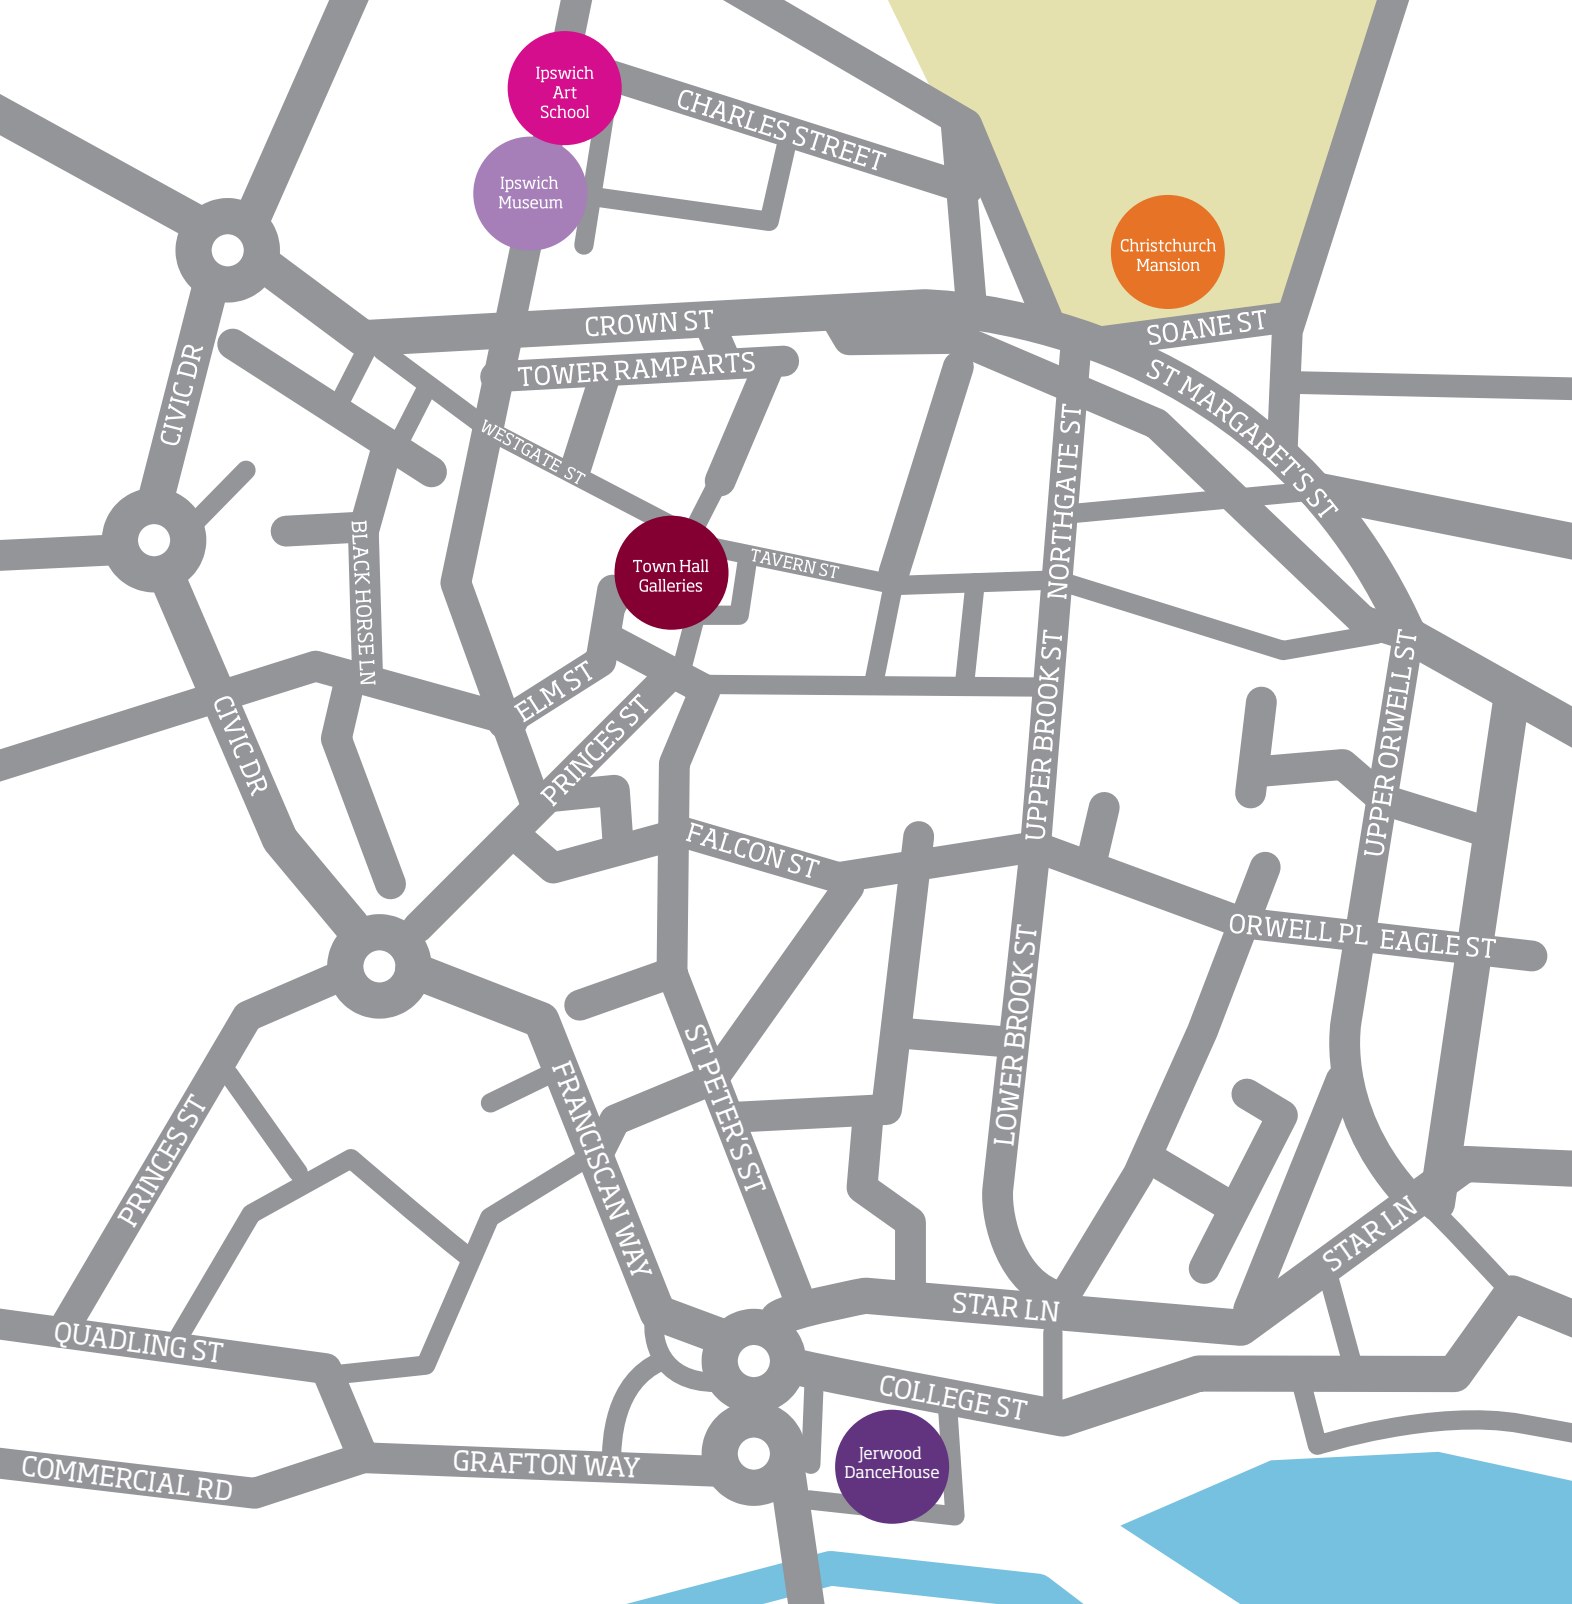 Ipswich
Art
School
CHARLES STREET
Ipswich
Museum
Christchurch
Mansion
CROWN ST
SOANE ST
TOWER RAMPARTS
CIVIC DR
ST MARGARET'S ST
WESTGATE ST
NORTHGATE ST
BLACK HORSE LN
Town Hall
Galleries
TAVERN ST
ELM ST
PRINCES ST
UPPER BROOK ST
UPPER ORWELL ST
CIVIC DR
FALCON ST
ORWELL PL
EAGLE ST
LOWER BROOK ST
ST PETER'S ST
FRANCISCAN WAY
PRINCES ST
STAR LN
STAR LN
QUADLING ST
COLLEGE ST
Jerwood
DanceHouse
GRAFTON WAY
COMMERCIAL RD